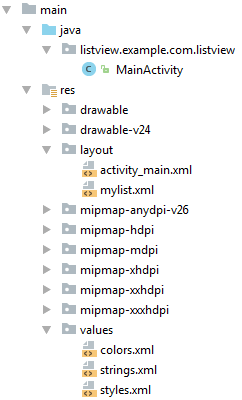 main
java
listview.example.com.listview
MainActivity
res
drawable
drawable-v24
layout
activity_main.xml
mylist.xml
mipmap-anydpi-v26
mipmap-hdpi
mipmap-mdpi
mipmap-xhdpi
mipmap-xxhdpi
mipmap-xxxhdpi
values
colors.xml
strings.xml
styles.xml